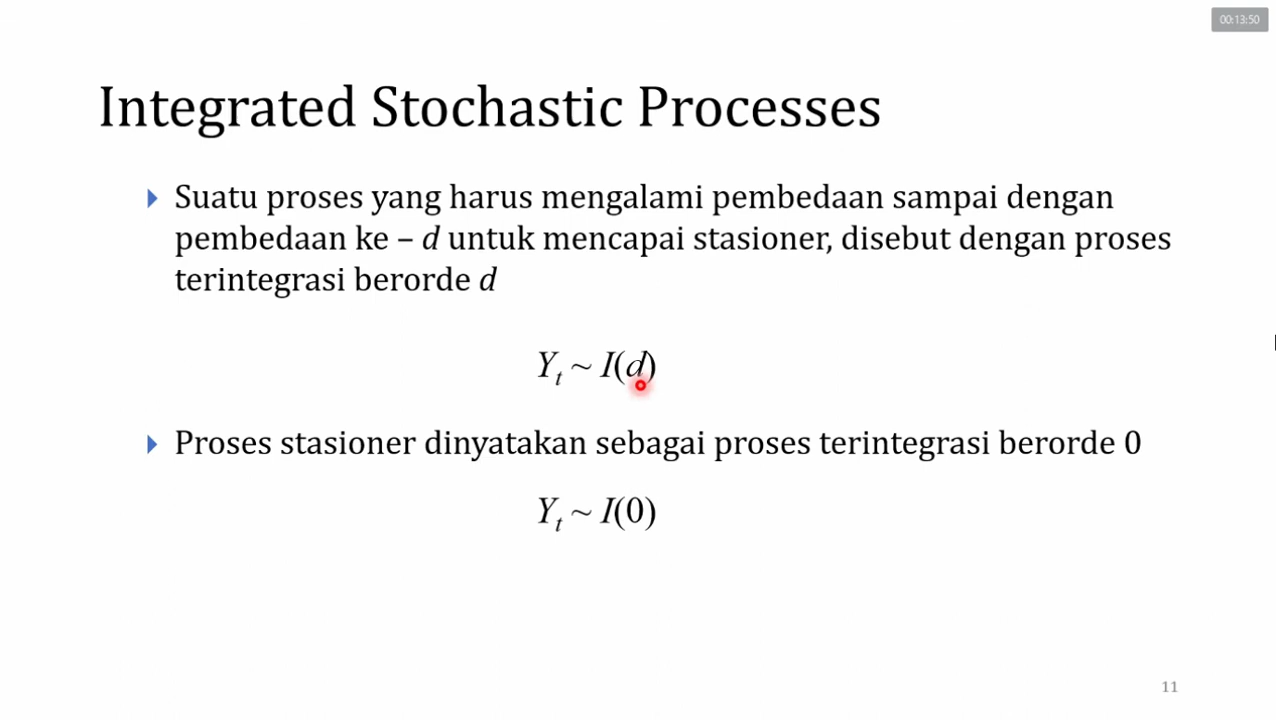 00:13:50
Integrated Stochastic Processes
Suatu proses yang harus mengalami pembedaan sampai dengan
pembedaan ke – d untuk mencapai stasioner, disebut dengan proses
terintegrasi berorde d
Yₜ ~ I(d)
Proses stasioner dinyatakan sebagai proses terintegrasi berorde 0
Yₜ ~ I(0)
11